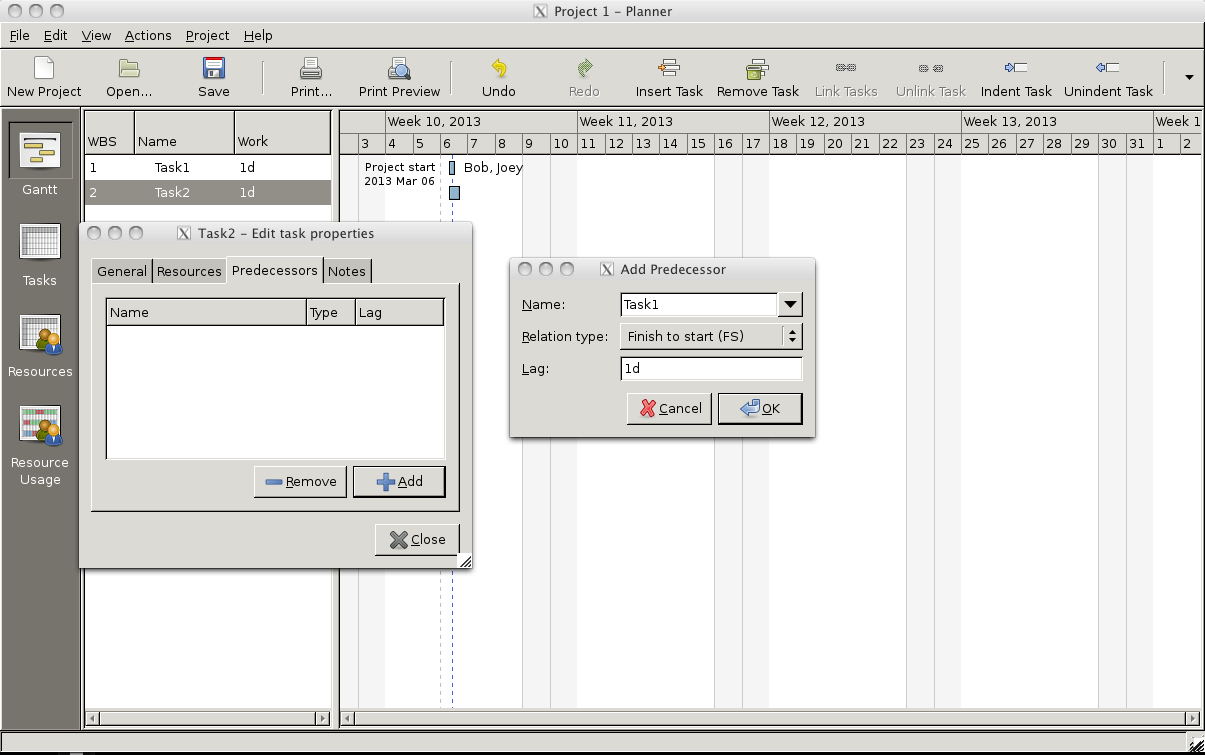 Project 1 – Planner
File Edit View Actions Project Help
New Project Open... Save Print... Print Preview Undo Redo Insert Task Remove Task Link Tasks Unlink Task Indent Task Unindent Task
Gantt
Tasks
Resources
Resource
Usage
WBS Name Work
1 Task1 1d
2 Task2 1d
Week 10, 2013 Week 11, 2013 Week 12, 2013 Week 13, 2013 Week 1
3 4 5 6 7 8 9 10 11 12 13 14 15 16 17 18 19 20 21 22 23 24 25 26 27 28 29 30 31 1 2
Project start
2013 Mar 06
Bob, Joey
Task2 – Edit task properties
General Resources Predecessors Notes
Name Type Lag
Remove Add
Close
Add Predecessor
Name: Task1
Relation type: Finish to start (FS)
Lag: 1d
Cancel OK